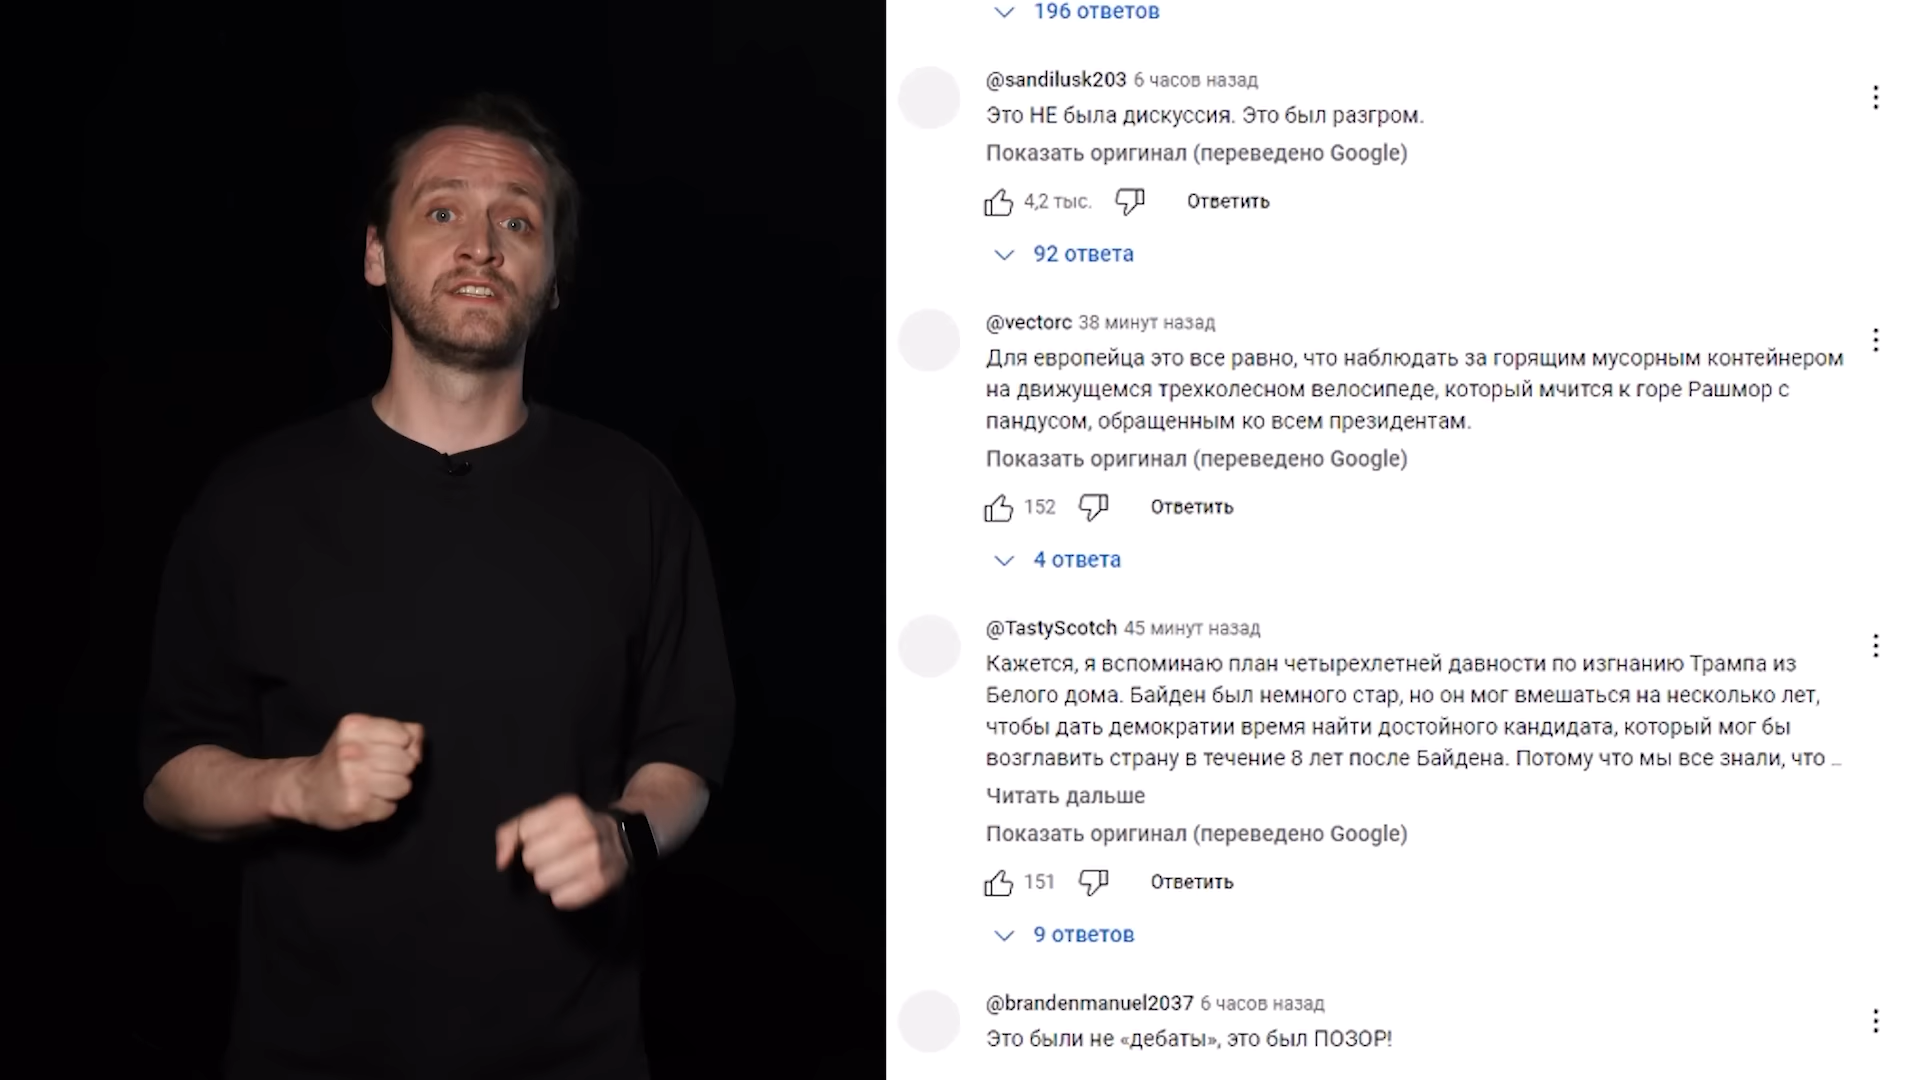 196 ответов
@sandilusk203 6 часов назад
Это НЕ была дискуссия. Это был разгром.
Показать оригинал (переведено Google)
4,2 тыс. Ответить
92 ответа
@vectorc 38 минут назад
Для европейца это все равно, что наблюдать за горящим мусорным контейнером
на движущемся трехколесном велосипеде, который мчится к горе Рашмор с
пандусом, обращенным ко всем президентам.
Показать оригинал (переведено Google)
152 Ответить
4 ответа
@TastyScotch 45 минут назад
Кажется, я вспоминаю план четырехлетней давности по изгнанию Трампа из
Белого дома. Байден был немного стар, но он мог вмешаться на несколько лет,
чтобы дать демократии время найти достойного кандидата, который мог бы
возглавить страну в течение 8 лет после Байдена. Потому что мы все знали, что ...
Читать дальше
Показать оригинал (переведено Google)
151 Ответить
9 ответов
@brandenmanuel2037 6 часов назад
Это были не «дебаты», это был ПОЗОР!